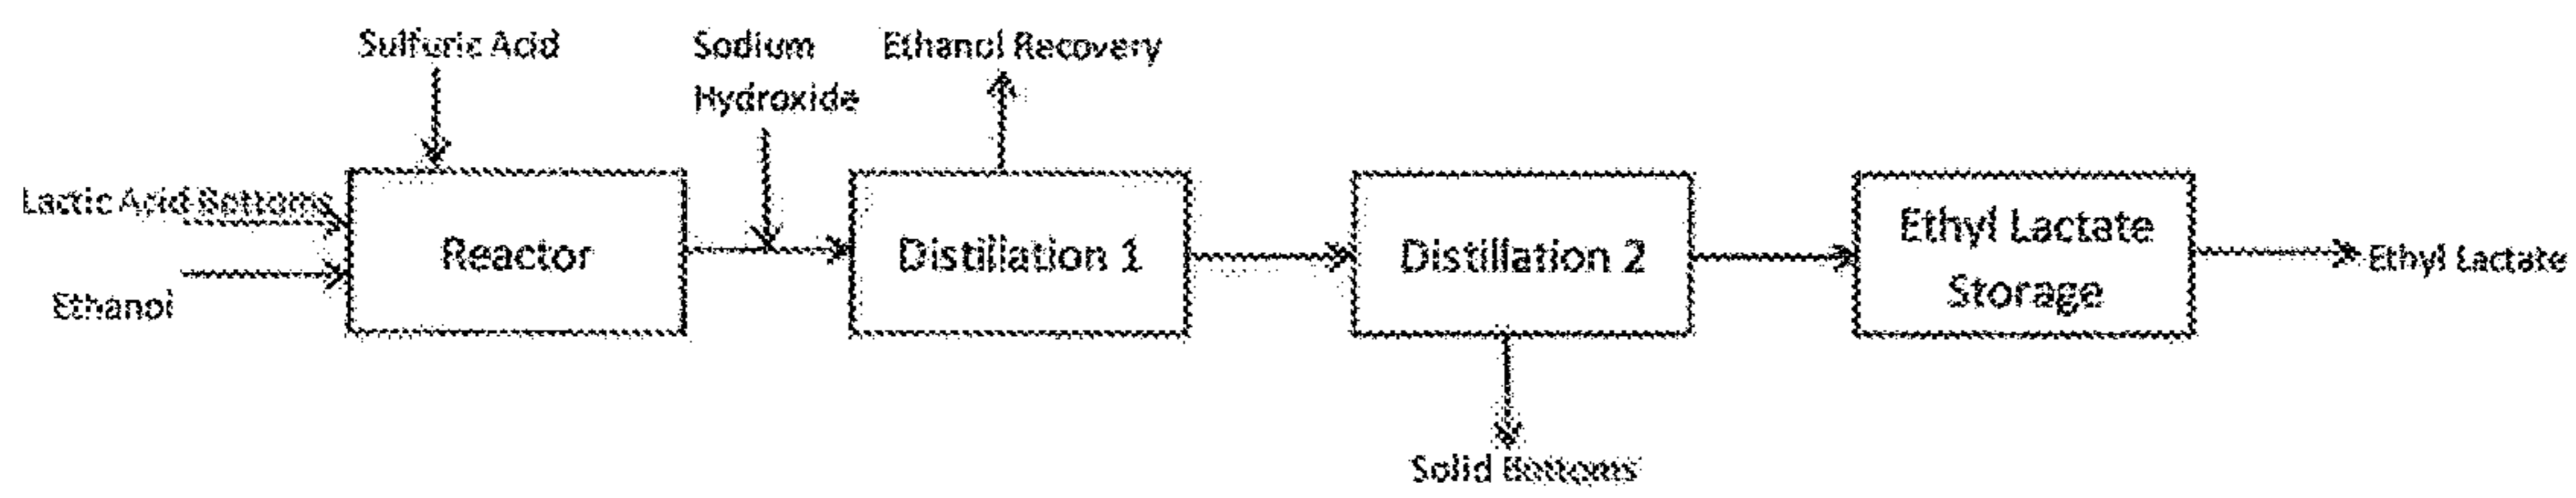 Sulfuric Acid
Sodium
Hydroxide
Ethanol Recovery
Lactic Acid Bottoms
Ethanol
Reactor
Distillation 1
Distillation 2
Ethyl Lactate
Storage
Ethyl Lactate
Solid Bottoms